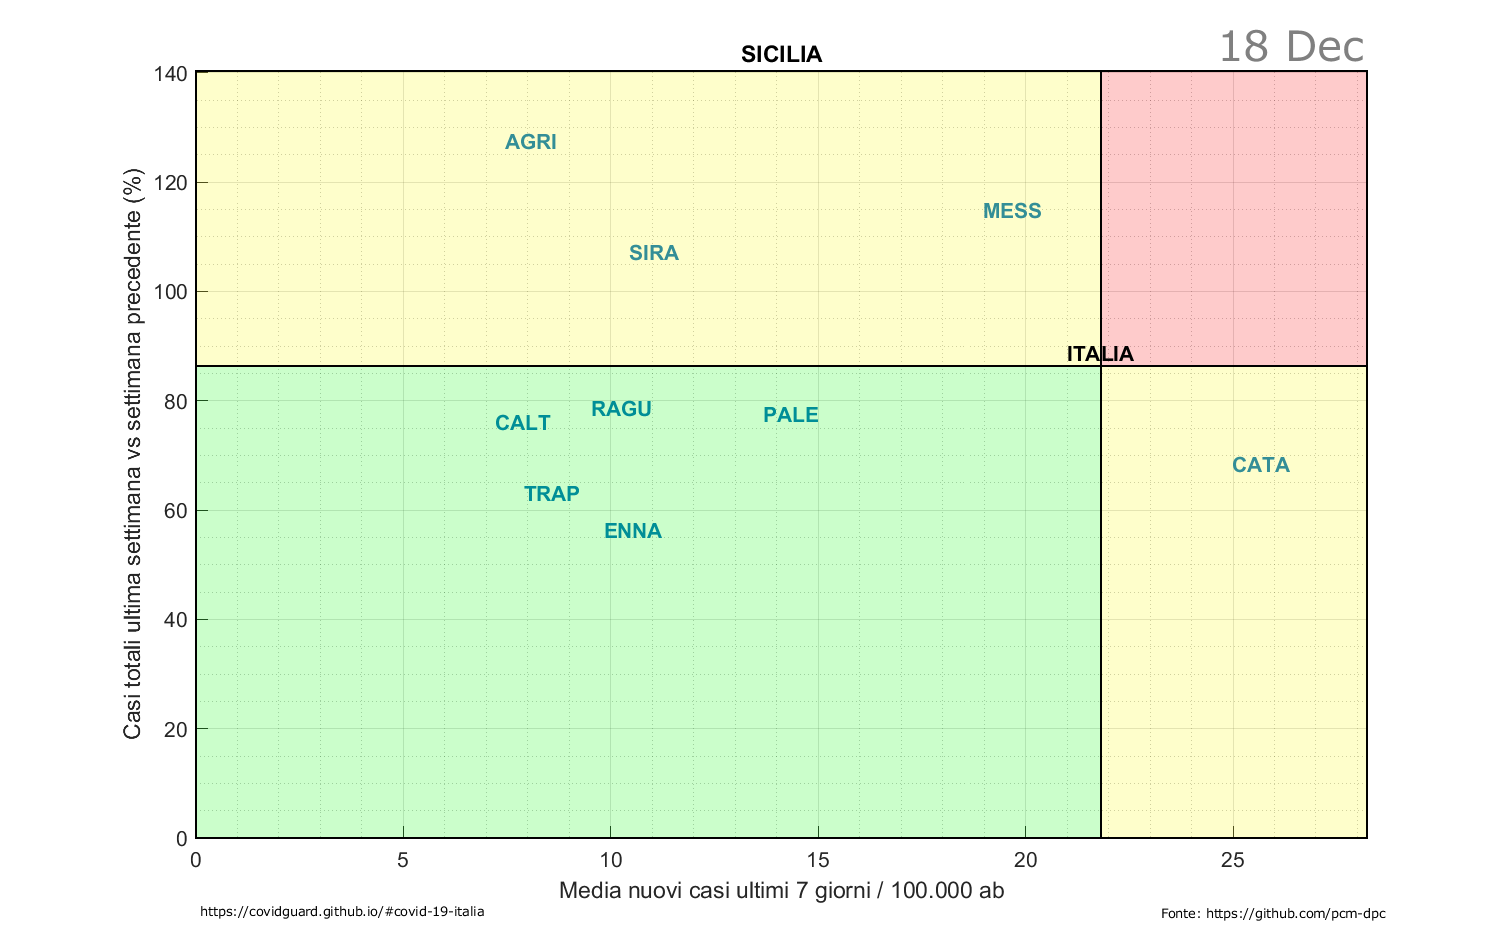 SICILIA
18 Dec
Casi totali ultima settimana vs settimana precedente (%)
140
120
100
80
60
40
20
0
AGRI
MESS
SIRA
ITALIA
RAGU
PALE
CALT
CATA
TRAP
ENNA
0 5 10 15 20 25
Media nuovi casi ultimi 7 giorni / 100.000 ab
https://covidguard.github.io/#covid-19-italia
Fonte: https://github.com/pcm-dpc